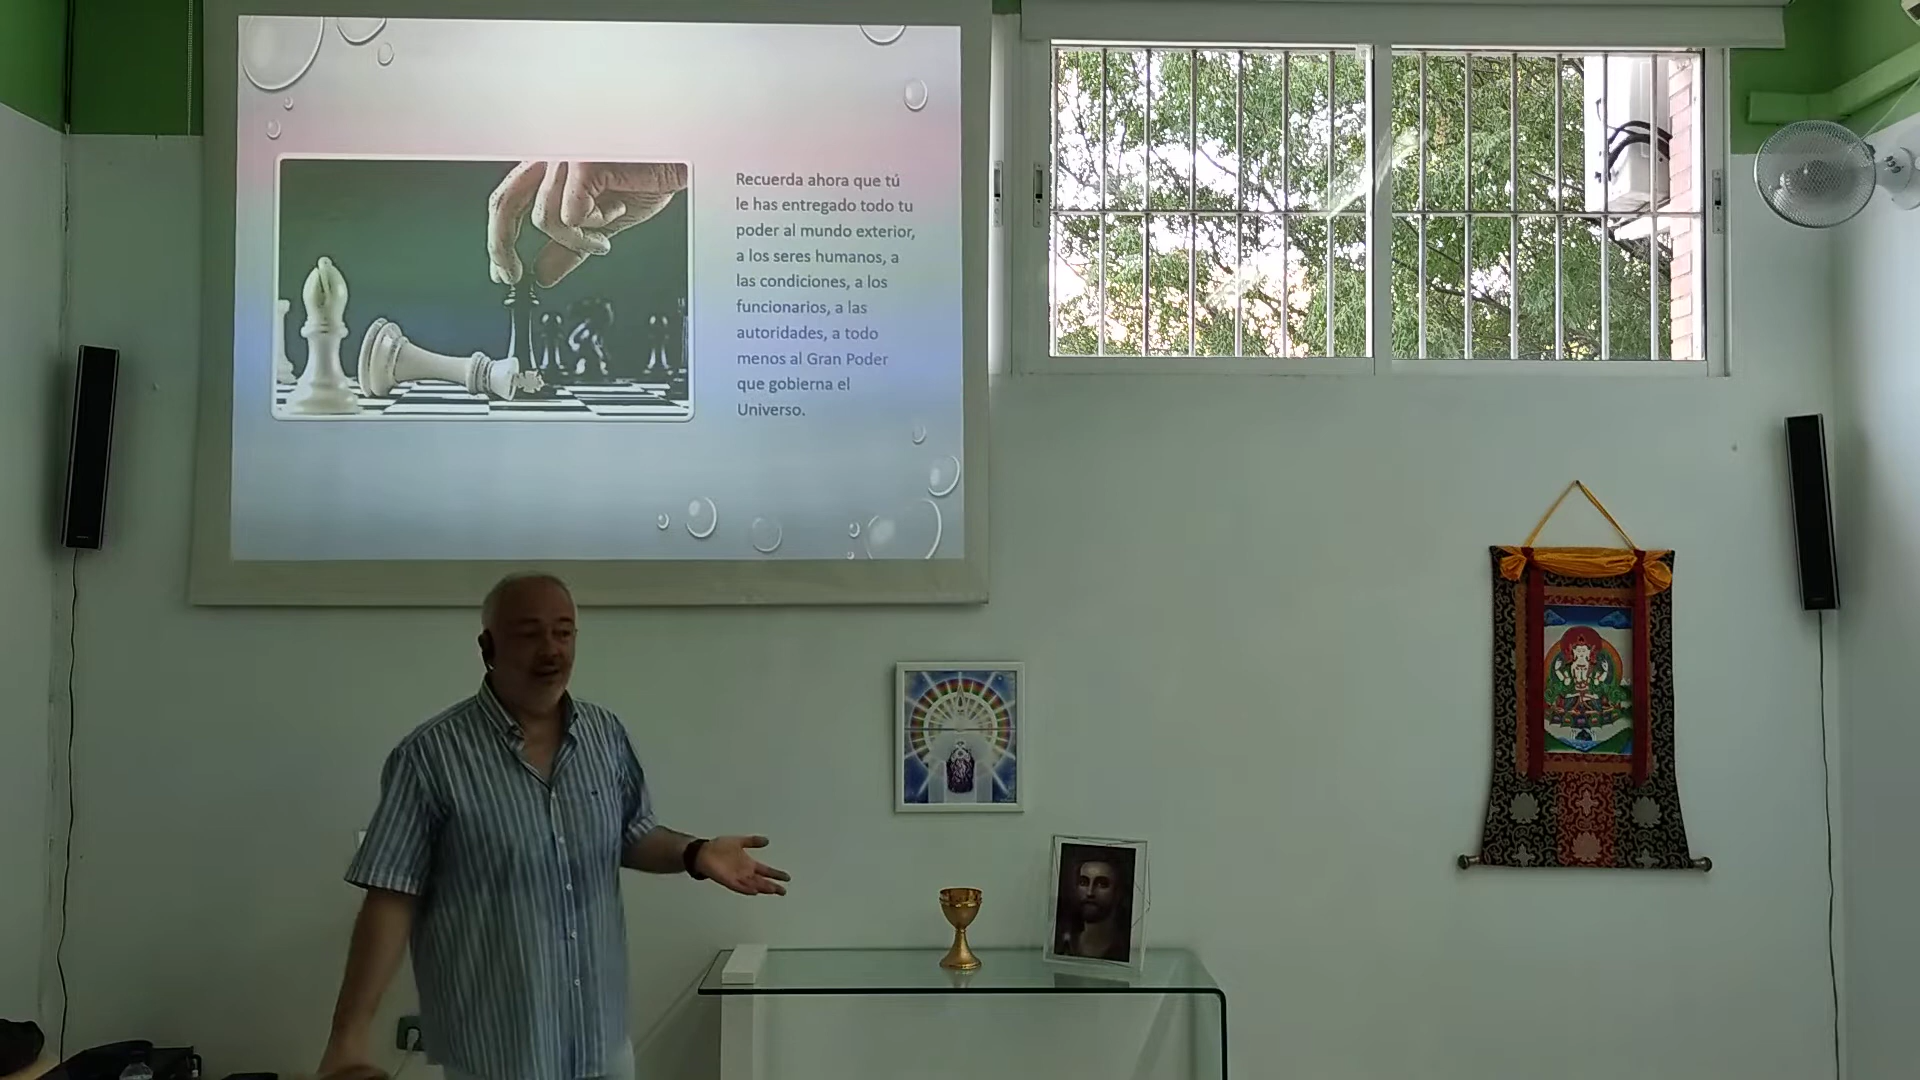 Recuerda ahora que tú
le has entregado todo tu
poder al mundo exterior,
a los seres humanos, a
las condiciones, a los
funcionarios, a las
autoridades, a todo
menos al Gran Poder
que gobierna el
Universo.